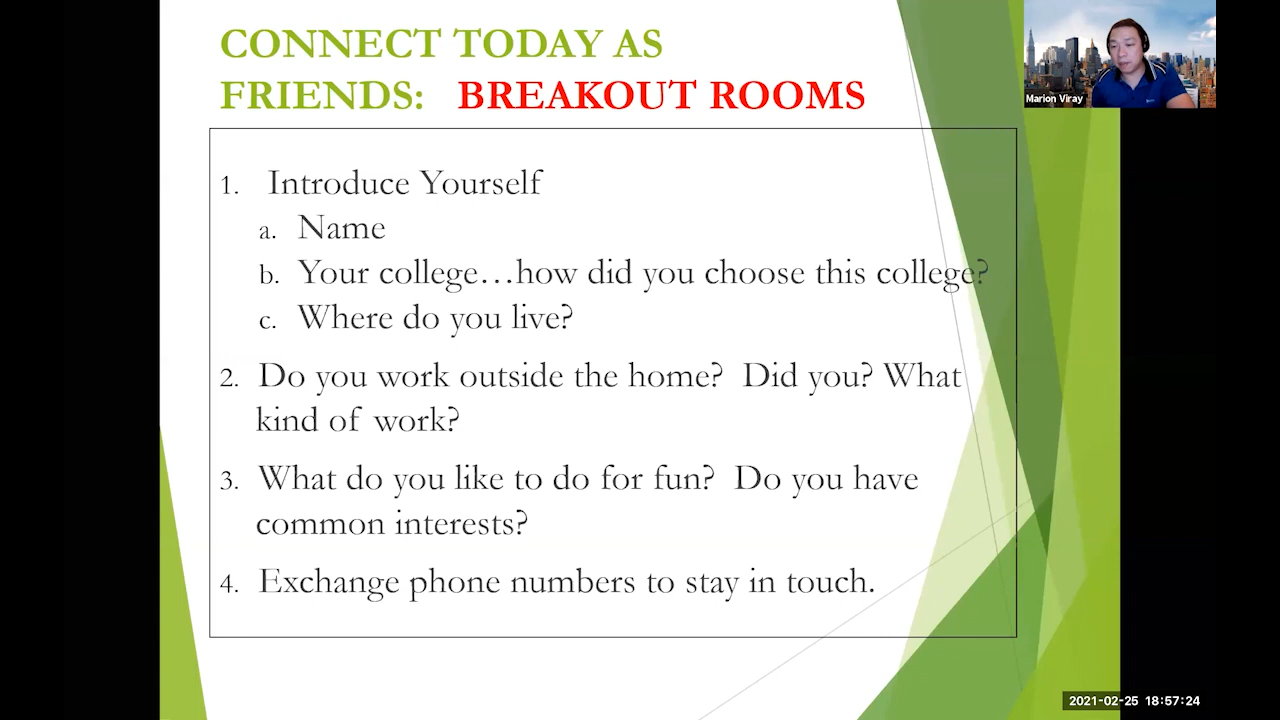 CONNECT TODAY AS
FRIENDS: BREAKOUT ROOMS
Marion Viray
1. Introduce Yourself
a. Name
b. Your college…how did you choose this college?
c. Where do you live?
2. Do you work outside the home? Did you? What
kind of work?
3. What do you like to do for fun? Do you have
common interests?
4. Exchange phone numbers to stay in touch.
2021-02-25 18:57:24